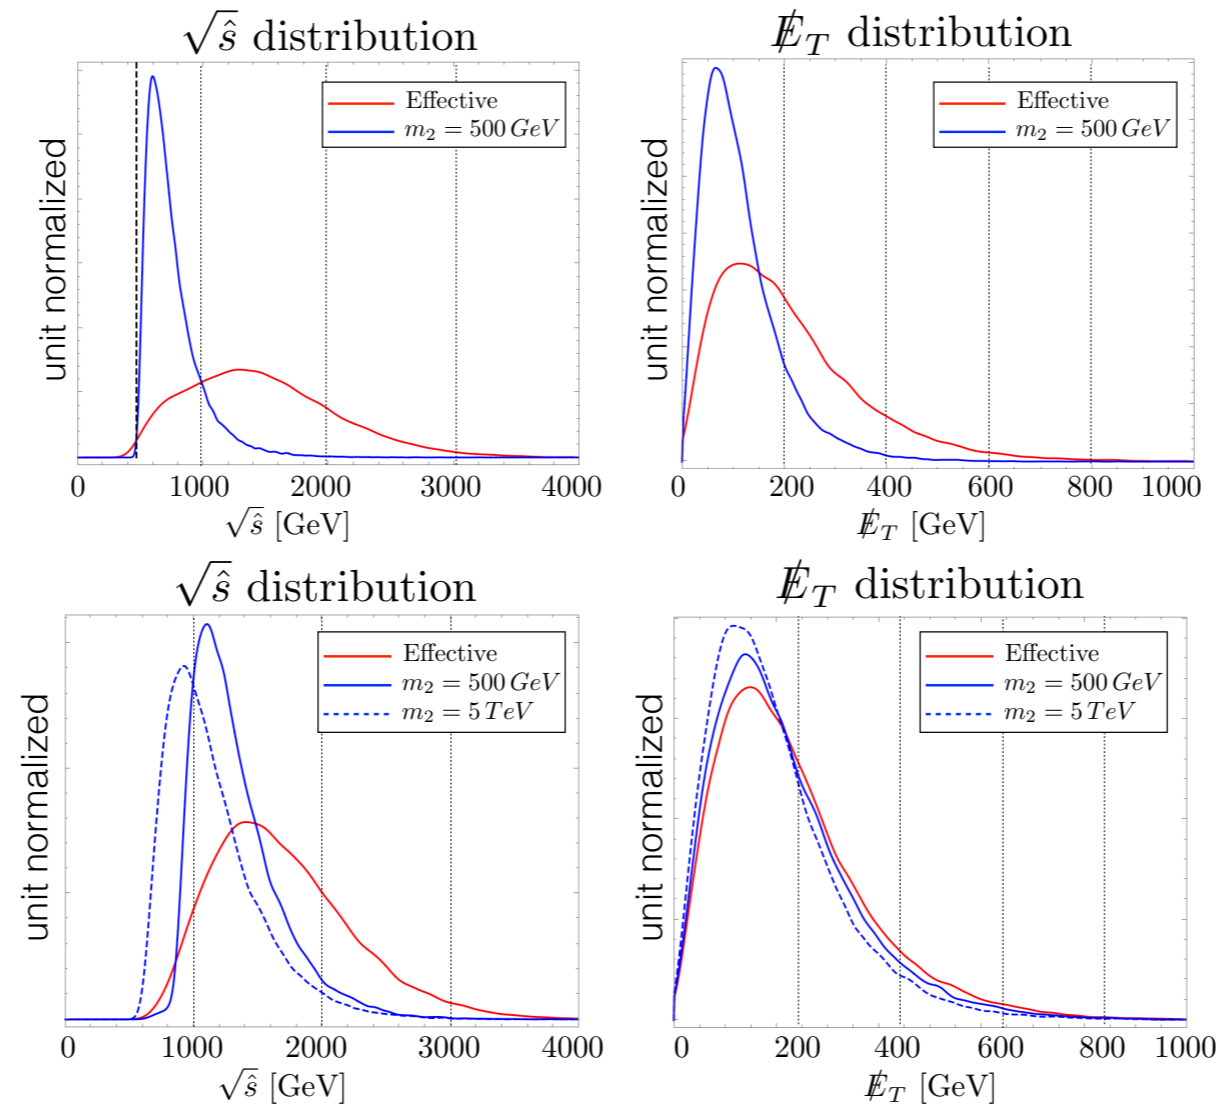 √ŝ distribution
unit normalized
Effective
m₂ = 500 GeV
0 1000 2000 3000 4000
√ŝ [GeV]
E̸_T distribution
unit normalized
Effective
m₂ = 500 GeV
0 200 400 600 800 1000
E̸_T [GeV]
√ŝ distribution
unit normalized
Effective
m₂ = 500 GeV
m₂ = 5 TeV
0 1000 2000 3000 4000
√ŝ [GeV]
E̸_T distribution
unit normalized
Effective
m₂ = 500 GeV
m₂ = 5 TeV
0 200 400 600 800 1000
E̸_T [GeV]